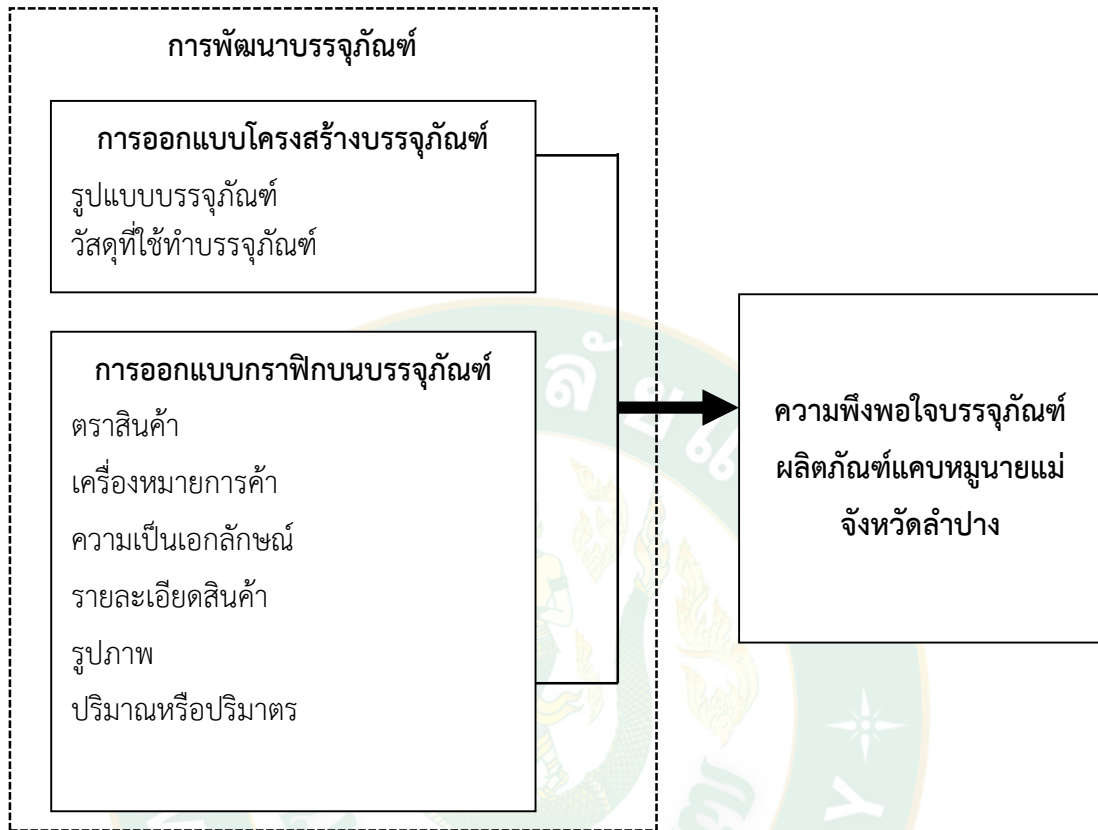 การพัฒนาบรรจุภัณฑ์
การออกแบบโครงสร้างบรรจุภัณฑ์
รูปแบบบรรจุภัณฑ์
วัสดุที่ใช้ทำบรรจุภัณฑ์
การออกแบบกราฟิกบนบรรจุภัณฑ์
ตราสินค้า
เครื่องหมายการค้า
ความเป็นเอกลักษณ์
รายละเอียดสินค้า
รูปภาพ
ปริมาณหรือปริมาตร
ความพึงพอใจบรรจุภัณฑ์
ผลิตภัณฑ์แคบหมูนายแม่
จังหวัดลำปาง